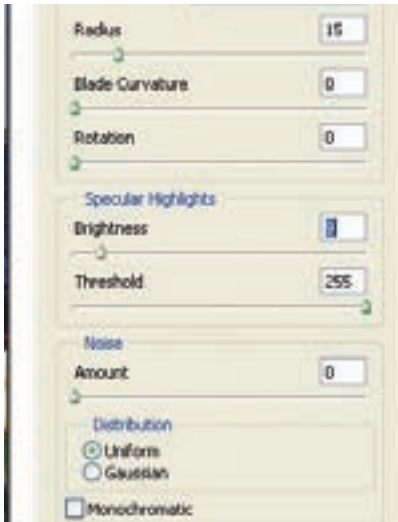 Radius 15
Blade Curvature 0
Rotation 0
Specular Highlights
Brightness
Threshold 255
Noise
Amount 0
Distribution
Uniform
Gaussian
Monochromatic